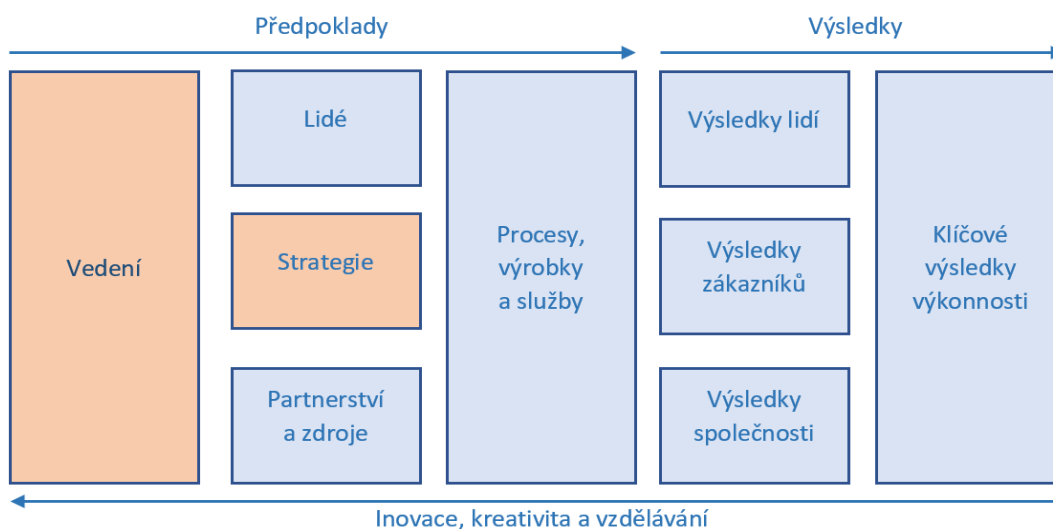 Předpoklady
Výsledky
Vedení
Lidé
Strategie
Partnerství
a zdroje
Procesy,
výrobky
a služby
Výsledky lidí
Výsledky
zákazníků
Výsledky
společnosti
Klíčové
výsledky
výkonnosti
Inovace, kreativita a vzdělávání